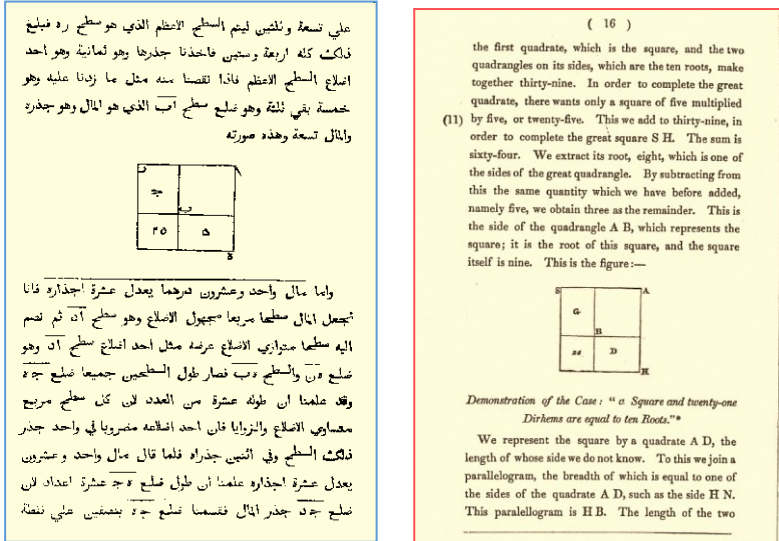 علي تسعة وثلثين ليتم السطح الاعظم الذي هو سطح ره فبلغ
ذلك كله اربعة وستين فاخذنا جذرها وهو ثمانية وهو احد
اضلاع السطح الاعظم فاذا نقصنا منه مثل ما زدنا عليه وهو
خمسة بقي ثلثة وهو ضلع سطح اب الذي هو المال وهو جذره
والمال تسعة وهذه صورته
ج
ب
٢٥
واما مال واحد وعشرون درهما يعدل عشرة اجذاره فانا
نجعل المال سطحا مربعا مجهول الاضلاع وهو سطح اد ثم نضم
اليه سطحا متوازي الاضلاع عرضه مثل احد اضلاع سطح اد وهو
ضلع هن والسطح هب فصار طول السطحين جميعا ضلع جه
وقد علمنا ان طوله عشرة من العدد لان كل سطح مربع
متساوي الاضلاع والزوايا فان احد اضلاعه مضروبا في واحد جذر
ذلك السطح وفي اثنين جذراه فلما قال مال واحد وعشرون
يعدل عشرة اجذاره علمنا ان طول ضلع هج عشرة اعداد لان
ضلع جد جذر المال فقسمنا ضلع جه بنصفين علي نقطة
( 16 )
the first quadrate, which is the square, and the two
quadrangles on its sides, which are the ten roots, make
together thirty-nine. In order to complete the great
quadrate, there wants only a square of five multiplied
(11) by five, or twenty-five. This we add to thirty-nine, in
order to complete the great square S H. The sum is
sixty-four. We extract its root, eight, which is one of
the sides of the great quadrangle. By subtracting from
this the same quantity which we have before added,
namely five, we obtain three as the remainder. This is
the side of the quadrangle A B, which represents the
square; it is the root of this square, and the square
itself is nine. This is the figure:—
S A
G
B
25 D
H
Demonstration of the Case: "a Square and twenty-one
Dirhems are equal to ten Roots."*
We represent the square by a quadrate A D, the
length of whose side we do not know. To this we join a
parallelogram, the breadth of which is equal to one of
the sides of the quadrate A D, such as the side H N.
This paralellogram is H B. The length of the two